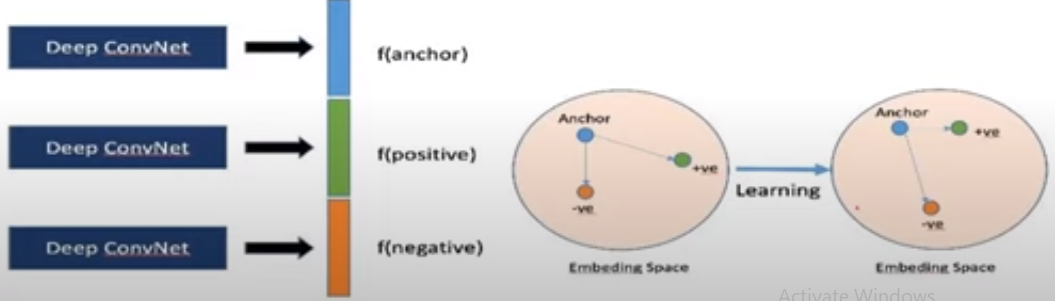 Deep ConvNet
f(anchor)
Deep ConvNet
f(positive)
Deep ConvNet
f(negative)
Anchor
+ve
-ve
Embeding Space
Learning
Anchor
+ve
-ve
Embeding Space
Activate Windows